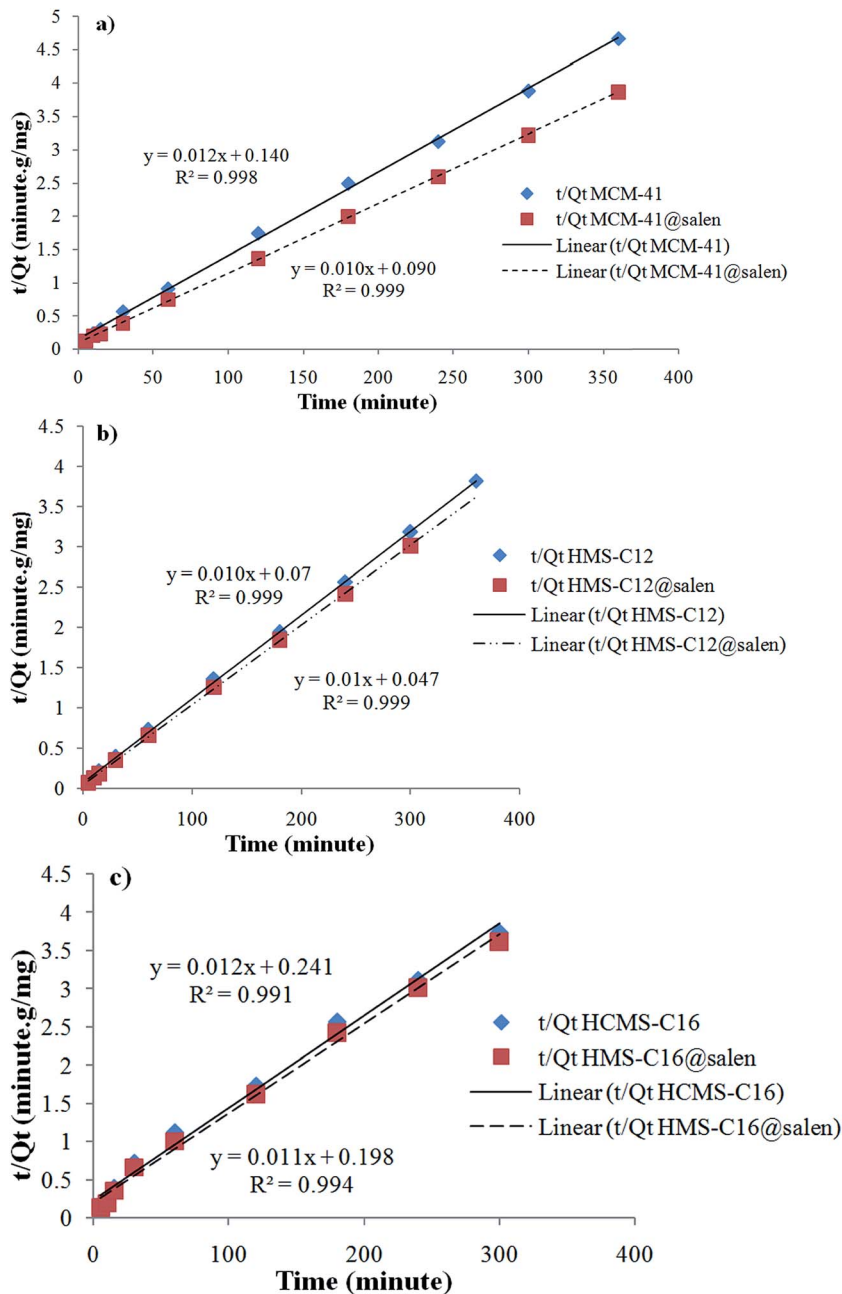 a)
t/Qt (minute.g/mg)
5
4.5
4
3.5
3
2.5
2
1.5
1
0.5
0
y = 0.012x + 0.140
R² = 0.998
0.010x + 0.090
R² = 0.999
t/Qt MCM-41
t/Qt MCM-41@salen
Linear (t/Qt MCM-41)
Linear (t/Qt MCM-41@salen)
0 50 100 150 200 250 300 350 400
Time (minute)
b)
t/Qt (minute.g/mg)
4.5
4
3.5
3
2.5
2
1.5
1
0.5
0
y = 0.010x + 0.07
R² = 0.999
y = 0.01x + 0.047
R² = 0.999
t/Qt HMS-C12
t/Qt HMS-C12@salen
Linear (t/Qt HMS-C12)
Linear (t/Qt HMS-C12@salen)
0 100 200 300 400
Time (minute)
c)
t/Qt (minute.g/mg)
4.5
4
3.5
3
2.5
2
1.5
1
0.5
0
y = 0.012x + 0.241
R² = 0.991
y = 0.011x + 0.198
R² = 0.994
t/Qt HCMS-C16
t/Qt HMS-C16@salen
Linear (t/Qt HCMS-C16)
Linear (t/Qt HMS-C16@salen)
0 100 200 300 400
Time (minute)